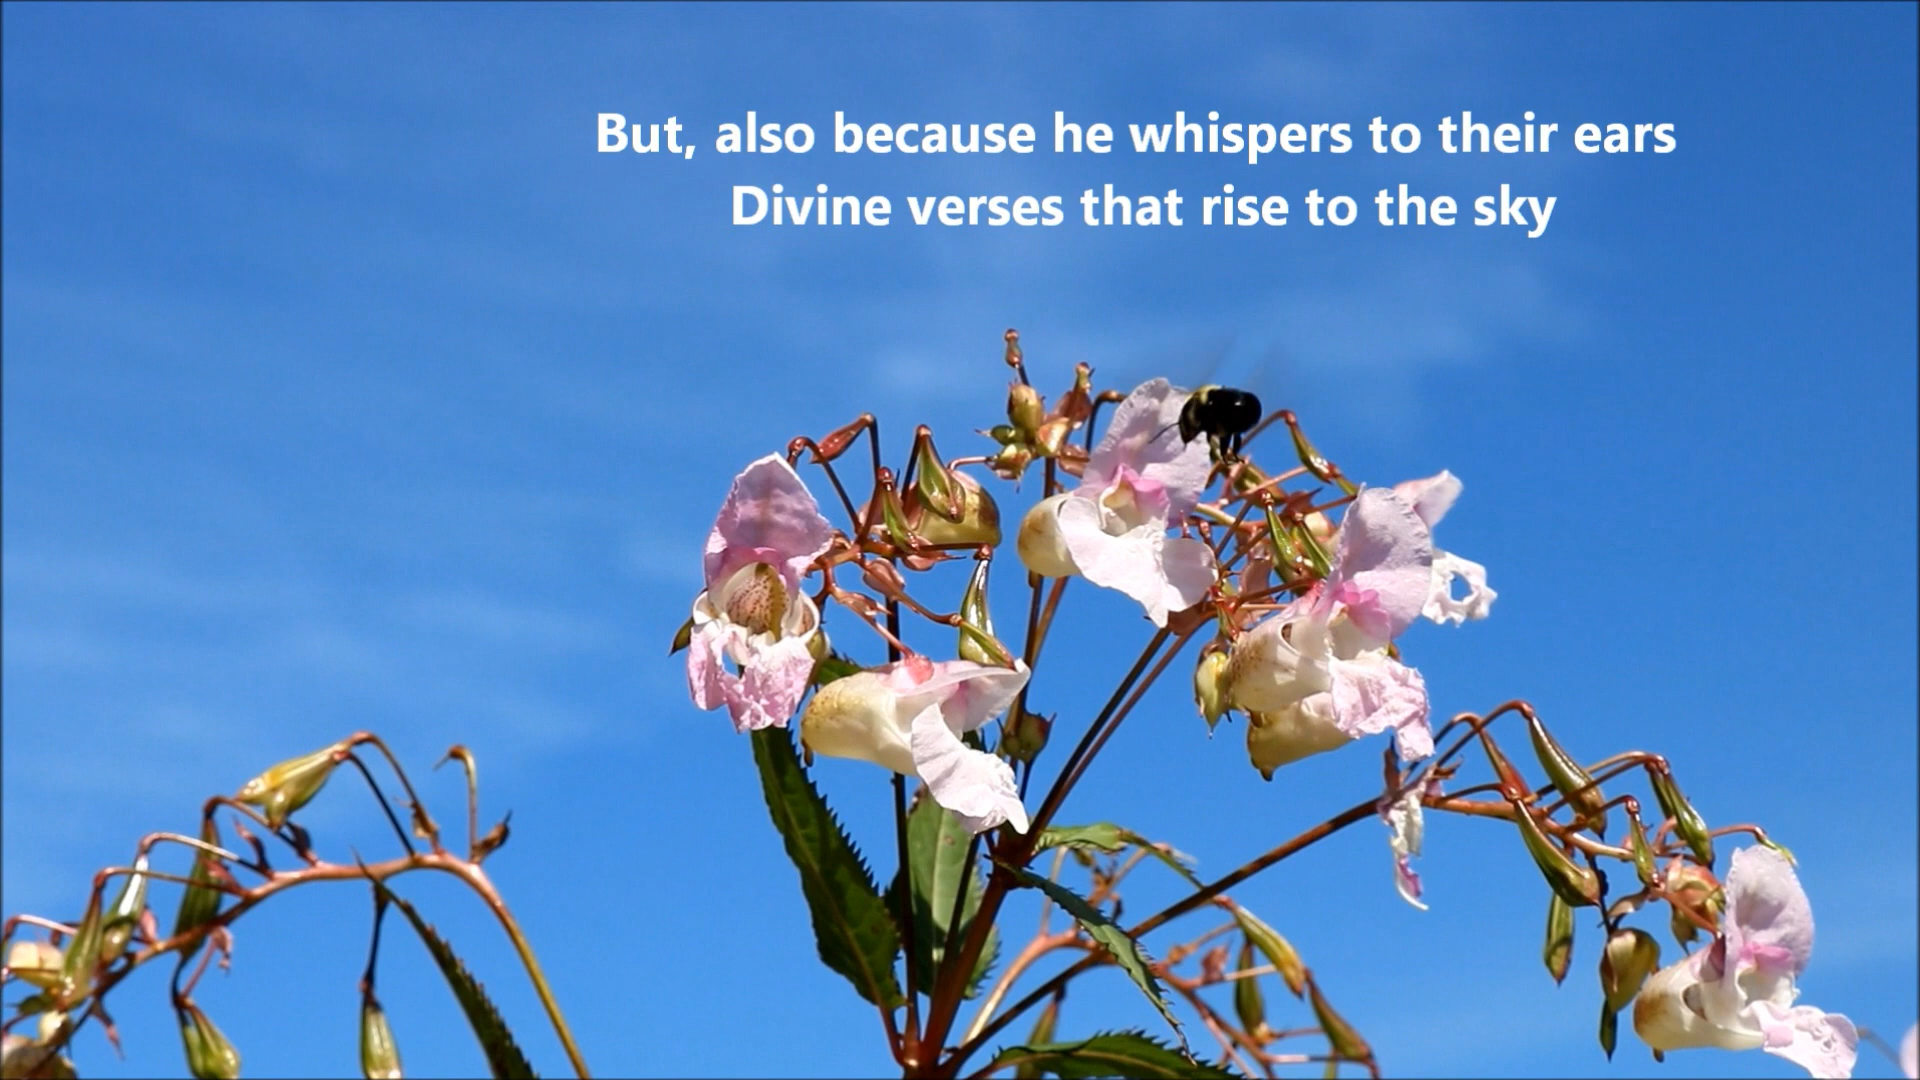 But, also because he whispers to their ears
Divine verses that rise to the sky